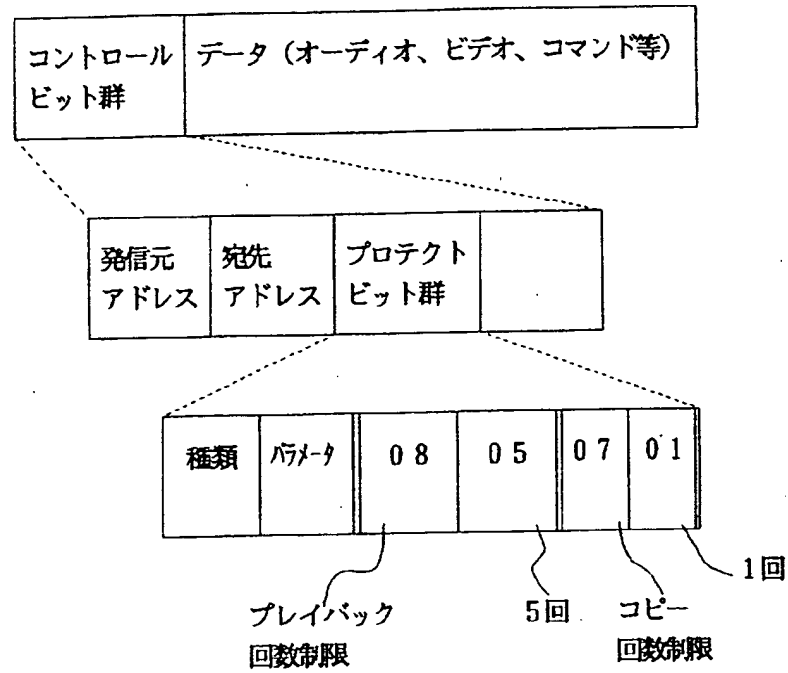 コントロール
ビット群
データ（オーディオ、ビデオ、コマンド等）
発信元
アドレス
宛先
アドレス
プロテクト
ビット群
種類
パラメータ
08
05
07
01
プレイバック
回数制限
5回
コピー
回数制限
1回